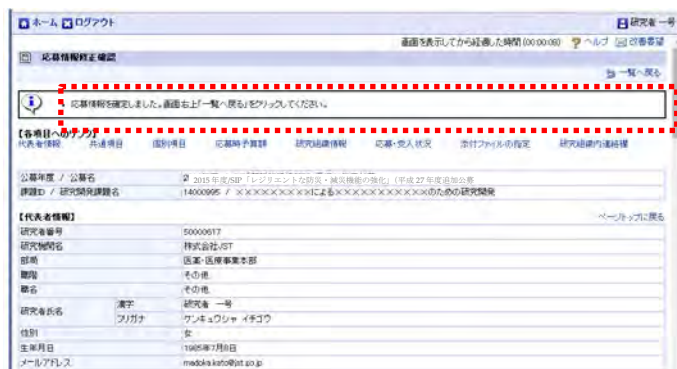 ホーム ログアウト 研究者 一号
画面を表示してから経過した時間(00:00:08) ヘルプ 改善要望
応募情報修正確認
一覧へ戻る
応募情報を確定しました。画面右上「一覧へ戻る」をクリックしてください。
【各項目へのリンク】
代表者情報 共通項目 個別項目 応募時予算額 研究組織情報 応募・受入状況 添付ファイルの指定 研究組織内連絡欄
公募年度 / 公募名 2015年度/SIP「レジリエントな防災・減災機能の強化」(平成27年度追加公募
課題ID / 研究開発課題名 14000995 / ×××××××××による×××××××××××のための研究開発
【代表者情報】 ページトップに戻る
研究者番号 50000617
研究機関名 株式会社JST
部局 医薬・医療事業本部
職階 その他
職名 その他
研究者氏名 漢字 研究者 一号
フリガナ ケンキュウシャ イチゴウ
性別 女
生年月日 1985年7月8日
メールアドレス madoka.kato@jst.go.jp